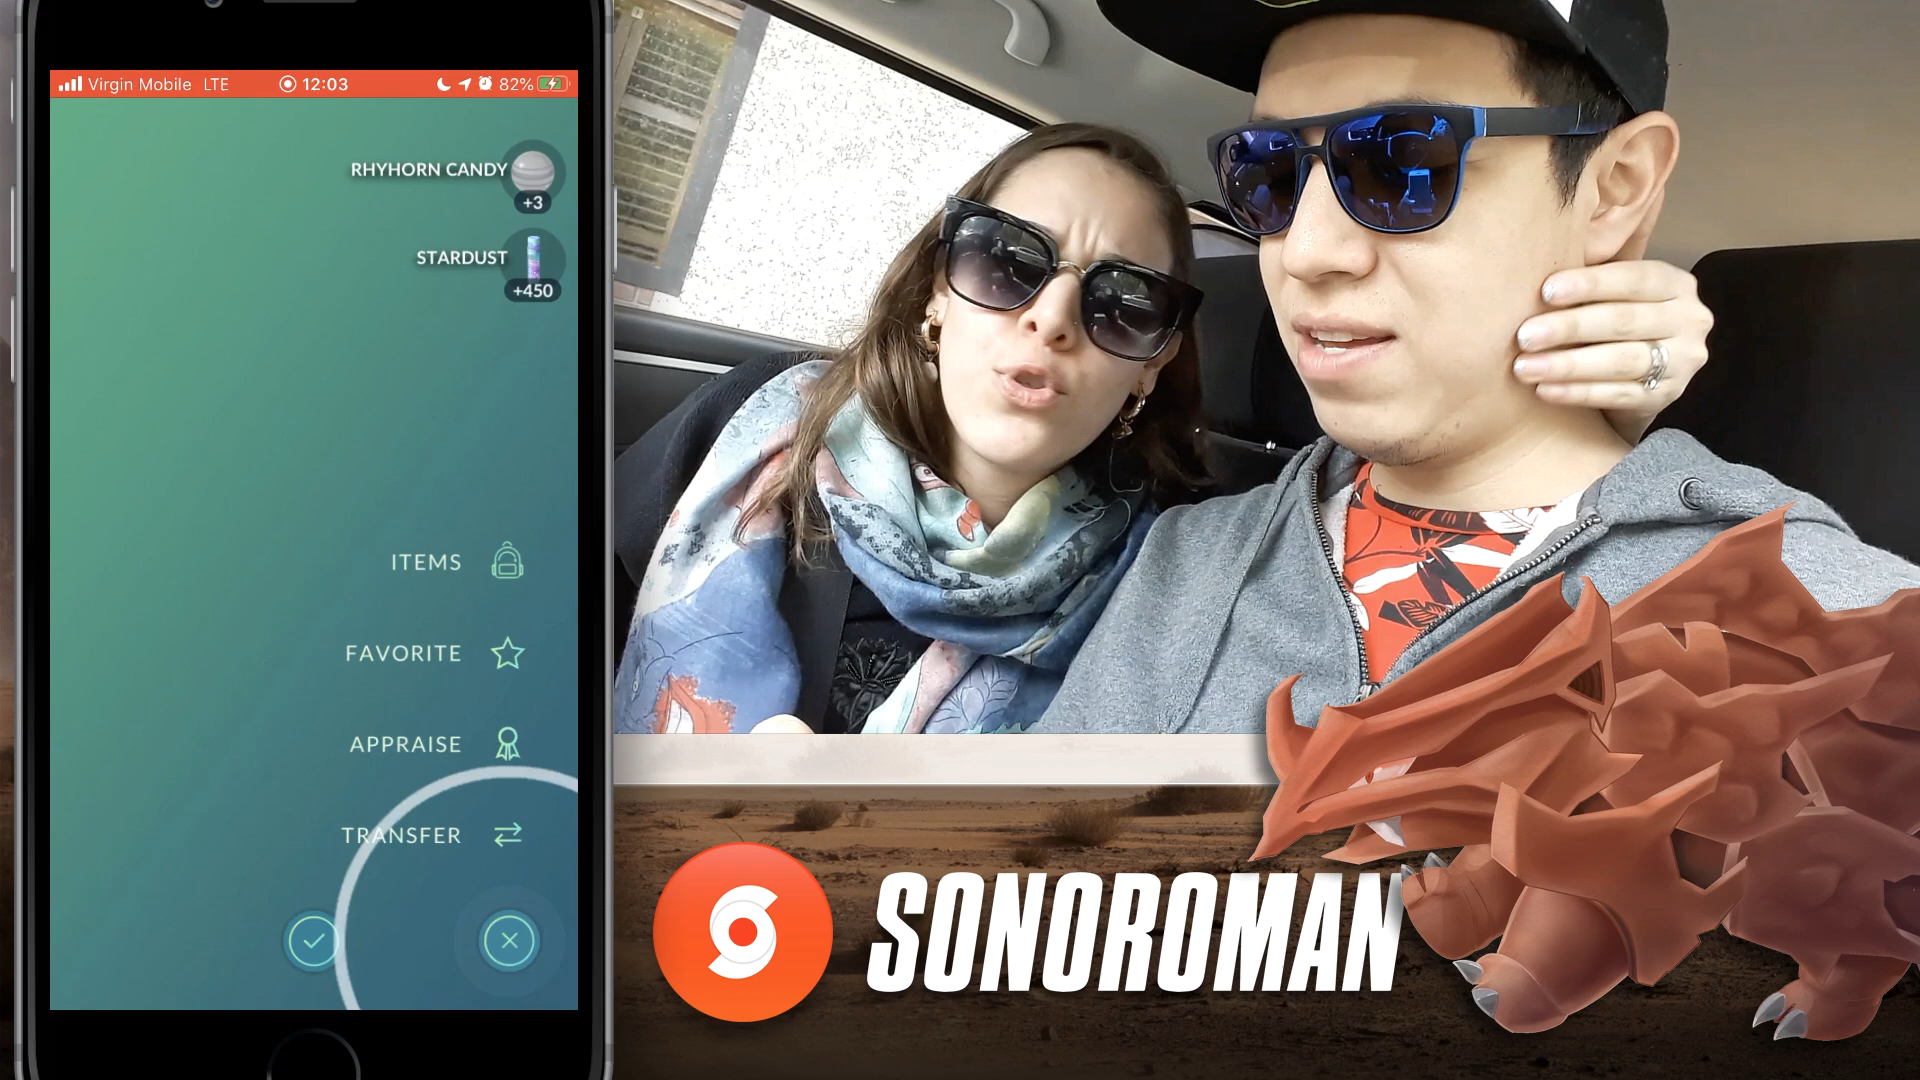 Virgin Mobile LTE 12:03 82%
RHYHORN CANDY
+3
STARDUST
+450
ITEMS
FAVORITE
APPRAISE
TRANSFER
SONOROMAN